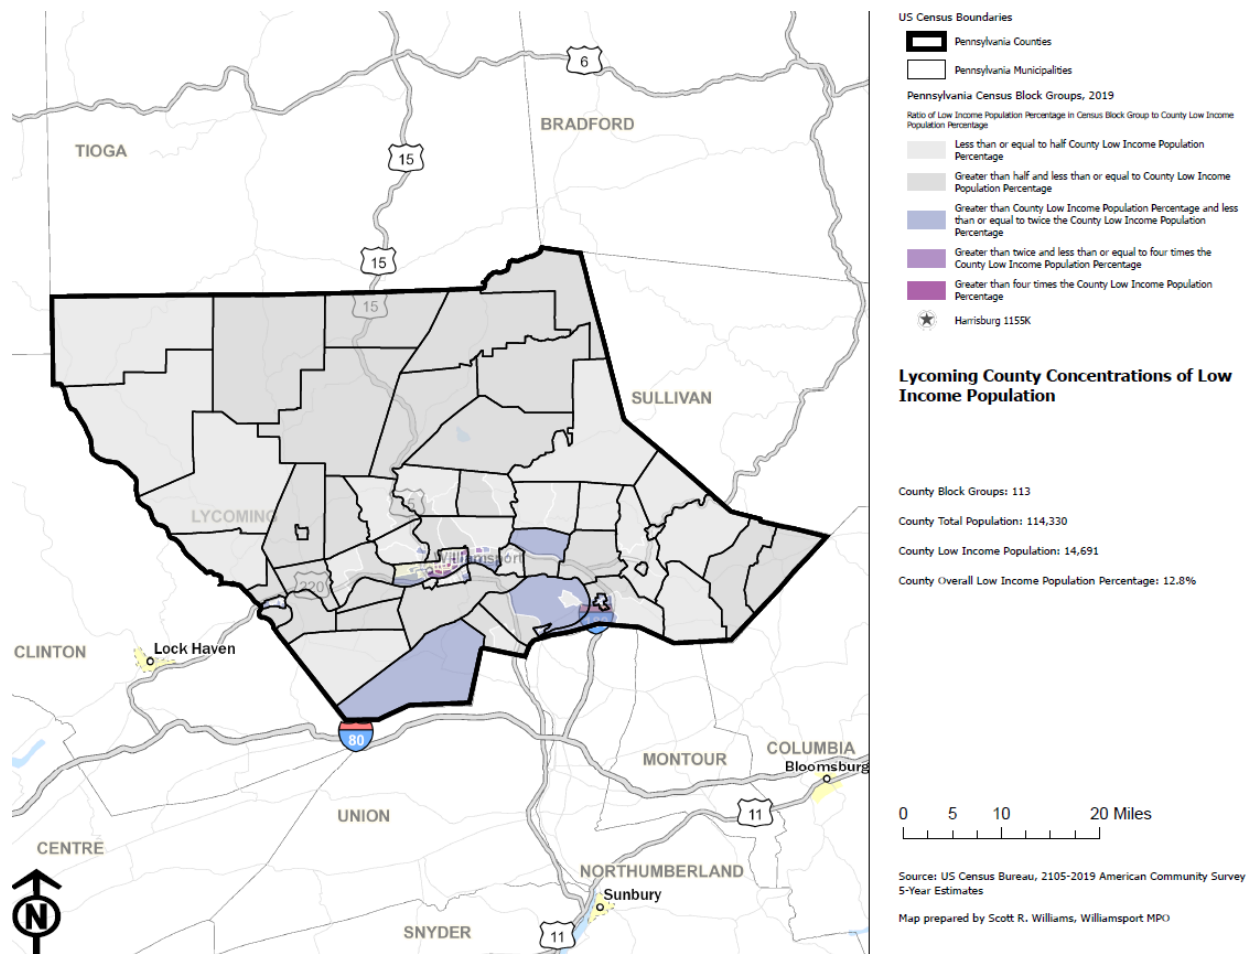 6
BRADFORD
TIOGA
15
15
15
SULLIVAN
LYCOMING
15
Williamsport
220
CLINTON
Lock Haven
80
COLUMBIA
MONTOUR
Bloomsburg
UNION
11
CENTRE
NORTHUMBERLAND
Sunbury
SNYDER
11
N
US Census Boundaries
Pennsylvania Counties
Pennsylvania Municipalities
Pennsylvania Census Block Groups, 2019
Ratio of Low Income Population Percentage in Census Block Group to County Low Income
Population Percentage
Less than or equal to half County Low Income Population
Percentage
Greater than half and less than or equal to County Low Income
Population Percentage
Greater than County Low Income Population Percentage and less
than or equal to twice the County Low Income Population
Percentage
Greater than twice and less than or equal to four times the
County Low Income Population Percentage
Greater than four times the County Low Income Population
Percentage
Harrisburg 1155K
Lycoming County Concentrations of Low
Income Population
County Block Groups: 113
County Total Population: 114,330
County Low Income Population: 14,691
County Overall Low Income Population Percentage: 12.8%
0 5 10 20 Miles
Source: US Census Bureau, 2105-2019 American Community Survey
5-Year Estimates
Map prepared by Scott R. Williams, Williamsport MPO